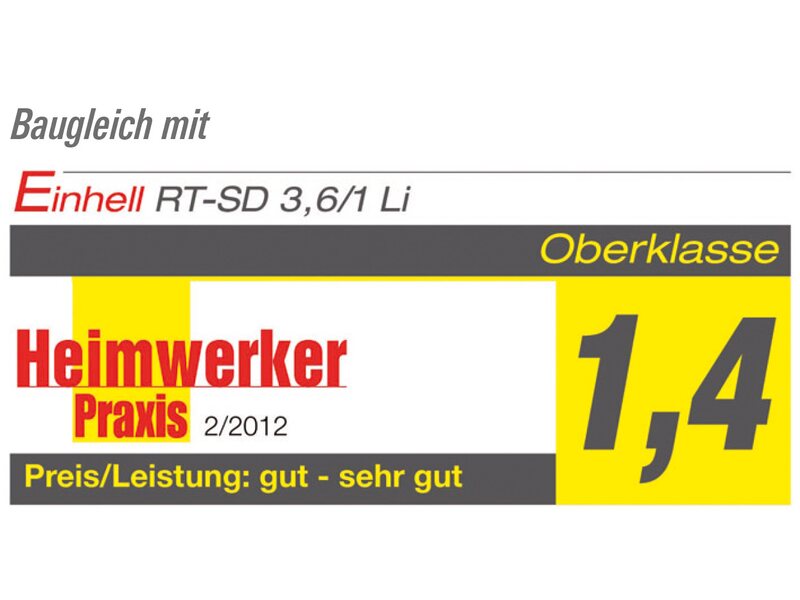 Baugleich mit
Einhell RT-SD 3,6/1 Li
Oberklasse
Heimwerker
Praxis 2/2012
1,4
Preis/Leistung: gut - sehr gut